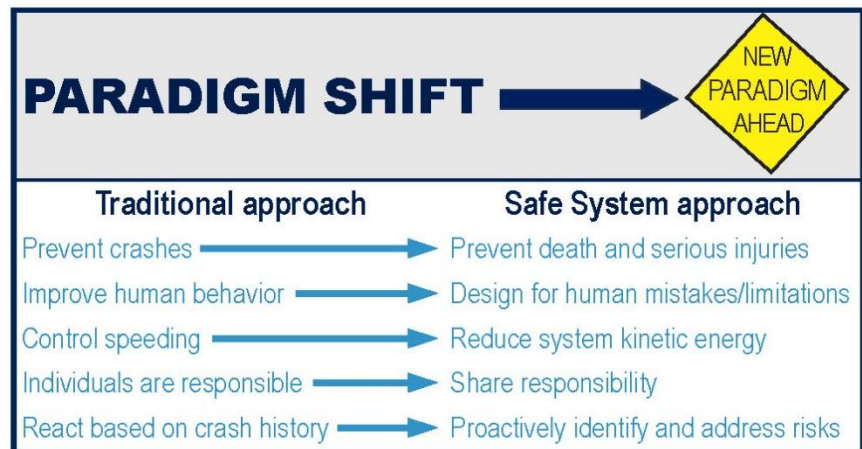 PARADIGM SHIFT
NEW
PARADIGM
AHEAD
Traditional approach
Safe System approach
Prevent crashes
Prevent death and serious injuries
Improve human behavior
Design for human mistakes/limitations
Control speeding
Reduce system kinetic energy
Individuals are responsible
Share responsibility
React based on crash history
Proactively identify and address risks